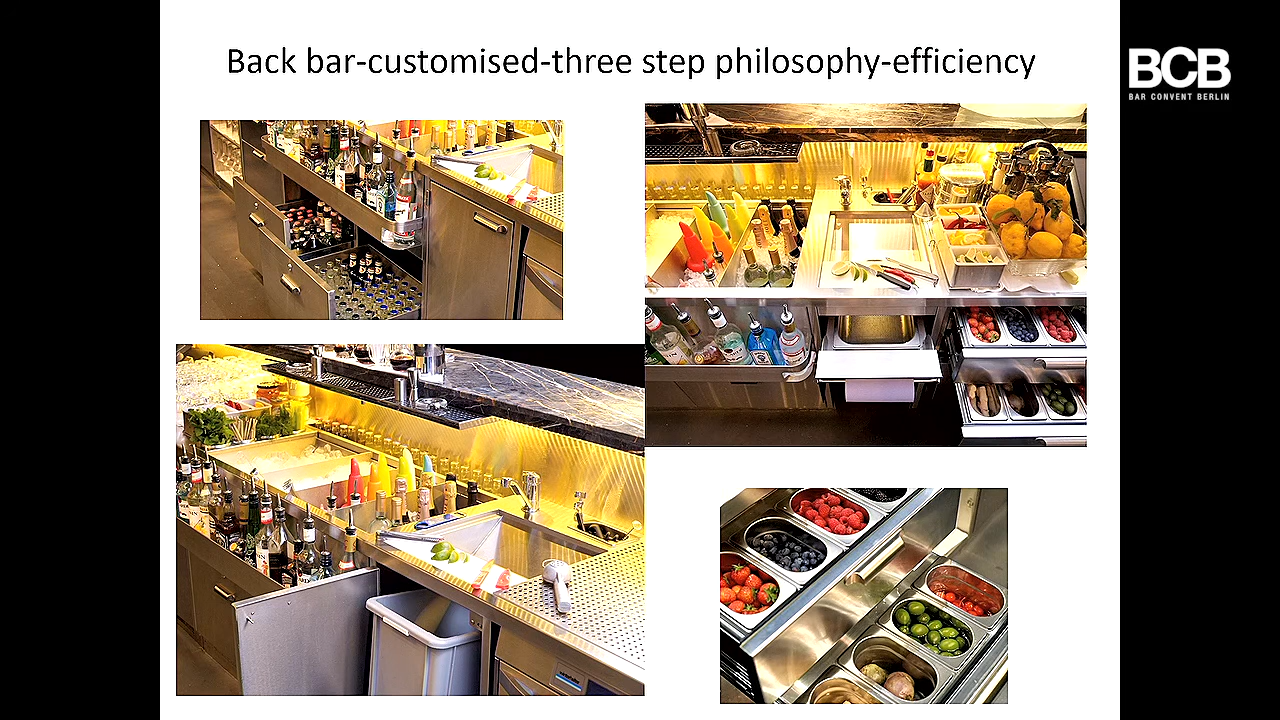 Back bar-customised-three step philosophy-efficiency
BCB
BAR CONVENT BERLIN